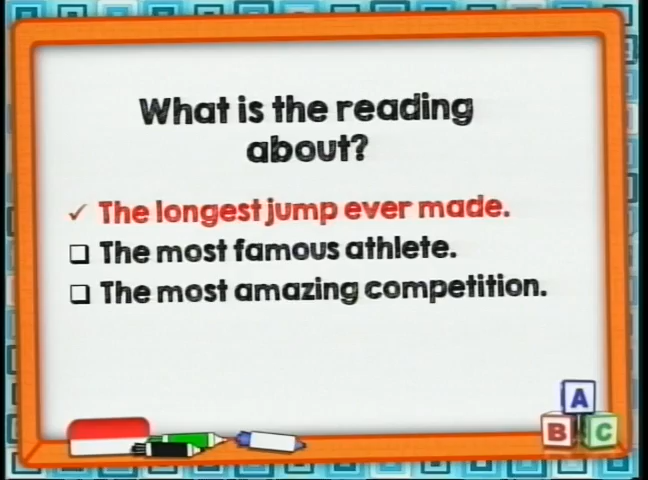 What is the reading
about?
✓ The longest jump ever made.
❑ The most famous athlete.
❑ The most amazing competition.
A
B C